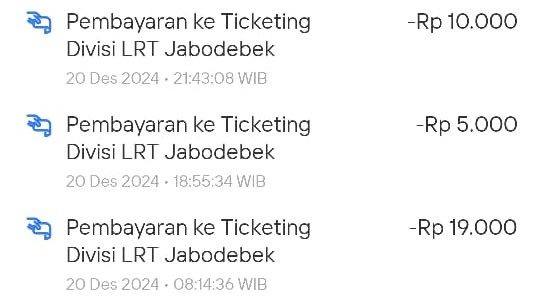 Pembayaran ke Ticketing -Rp 10.000
Divisi LRT Jabodebek
20 Des 2024 • 21:43:08 WIB
Pembayaran ke Ticketing -Rp 5.000
Divisi LRT Jabodebek
20 Des 2024 • 18:55:34 WIB
Pembayaran ke Ticketing -Rp 19.000
Divisi LRT Jabodebek
20 Des 2024 • 08:14:36 WIB